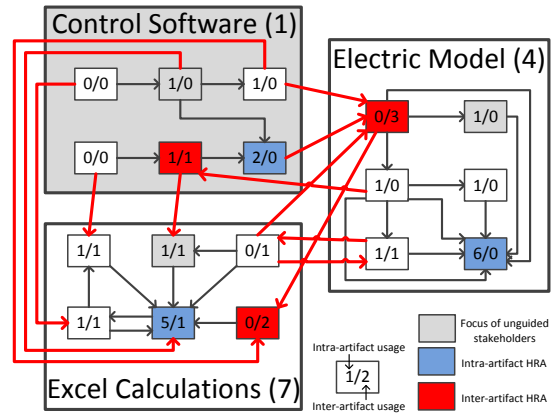 Control Software (1)
0/0 1/0 1/0
0/0 1/1 2/0
Electric Model (4)
0/3 1/0
1/0 1/0
1/1 6/0
1/1 1/1 0/1
1/1 5/1 0/2
Excel Calculations (7)
Intra-artifact usage
1/2
Inter-artifact usage
Focus of unguided
stakeholders
Intra-artifact HRA
Inter-artifact HRA